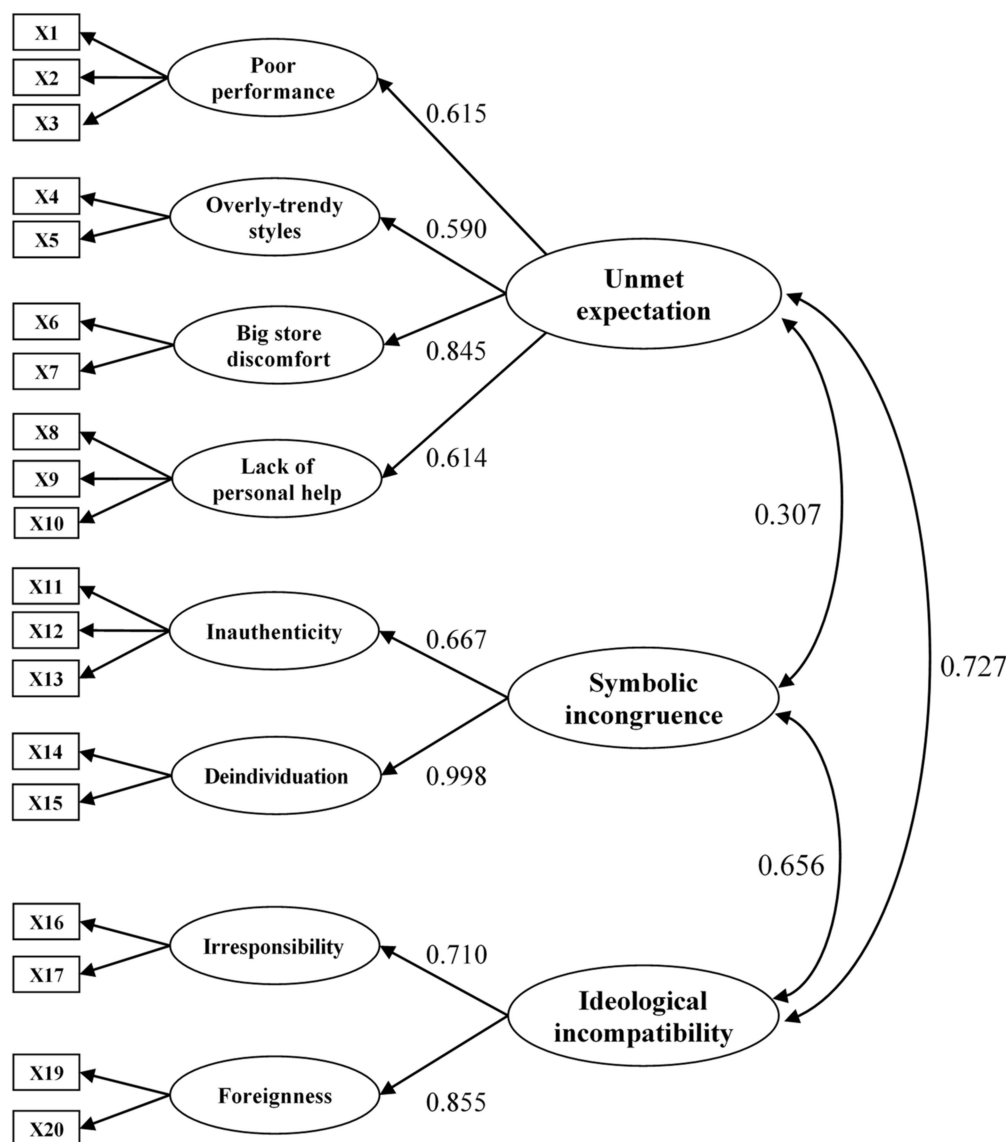 X1
X2
X3
Poor
performance
0.615
X4
X5
Overly-trendy
styles
0.590
Unmet
expectation
X6
X7
Big store
discomfort
0.845
X8
X9
X10
Lack of
personal help
0.614
0.307
X11
X12
X13
Inauthenticity
0.667
Symbolic
incongruence
0.727
X14
X15
Deindividuation
0.998
0.656
X16
X17
Irresponsibility
0.710
Ideological
incompatibility
X19
X20
Foreignness
0.855